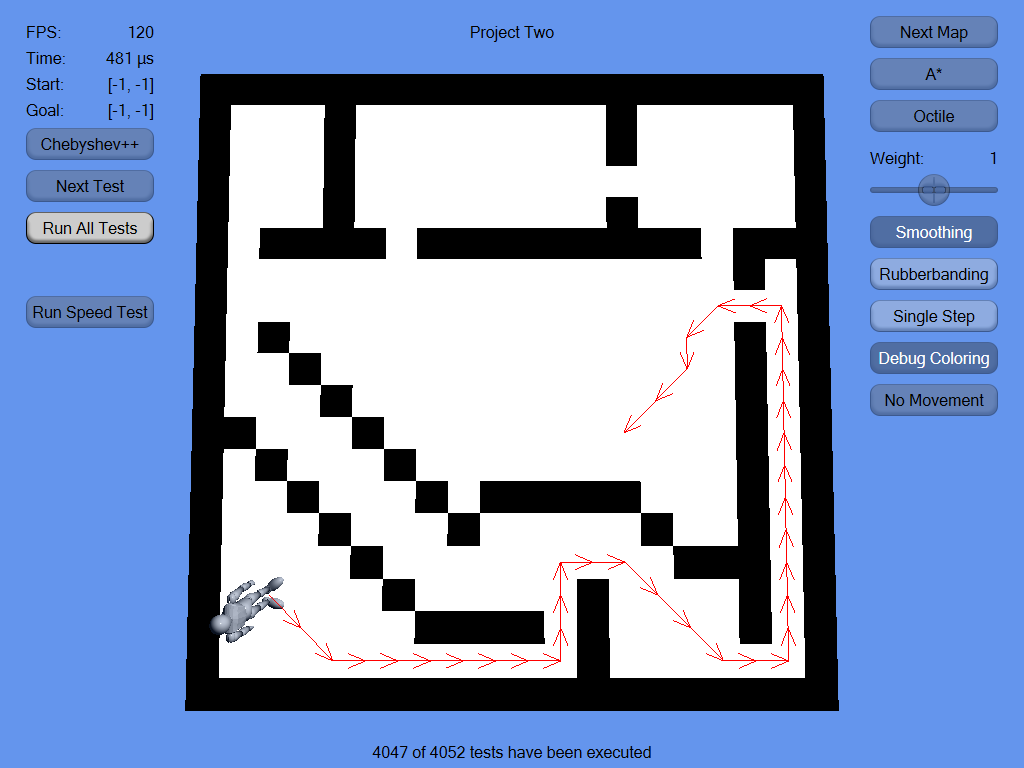 FPS: 120
Time: 481 µs
Start: [-1, -1]
Goal: [-1, -1]
Chebyshev++
Next Test
Run All Tests
Run Speed Test
Project Two
Next Map
A*
Octile
Weight: 1
Smoothing
Rubberbanding
Single Step
Debug Coloring
No Movement
4047 of 4052 tests have been executed